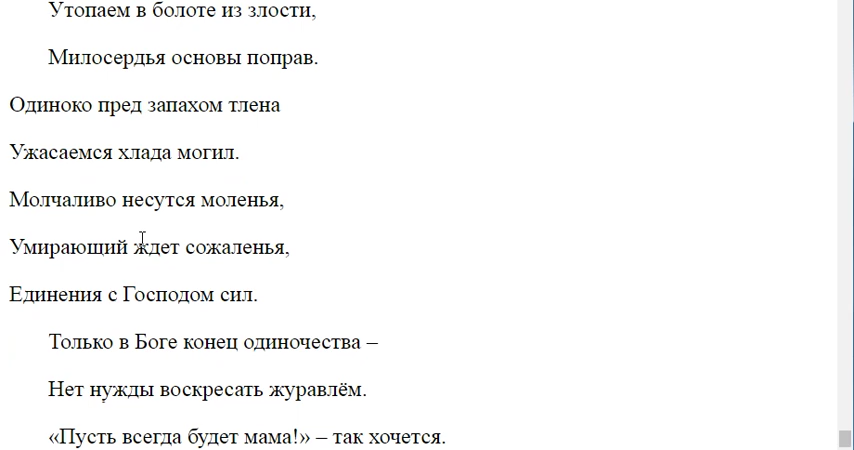 Утопаем в болоте из злости,
Милосердья основы поправ.
Одиноко пред запахом тлена
Ужасаемся хлада могил.
Молчаливо несутся моленья,
Умирающий ждет сожаленья,
Единения с Господом сил.
Только в Боге конец одиночества –
Нет нужды воскресать журавлём.
«Пусть всегда будет мама!» – так хочется.